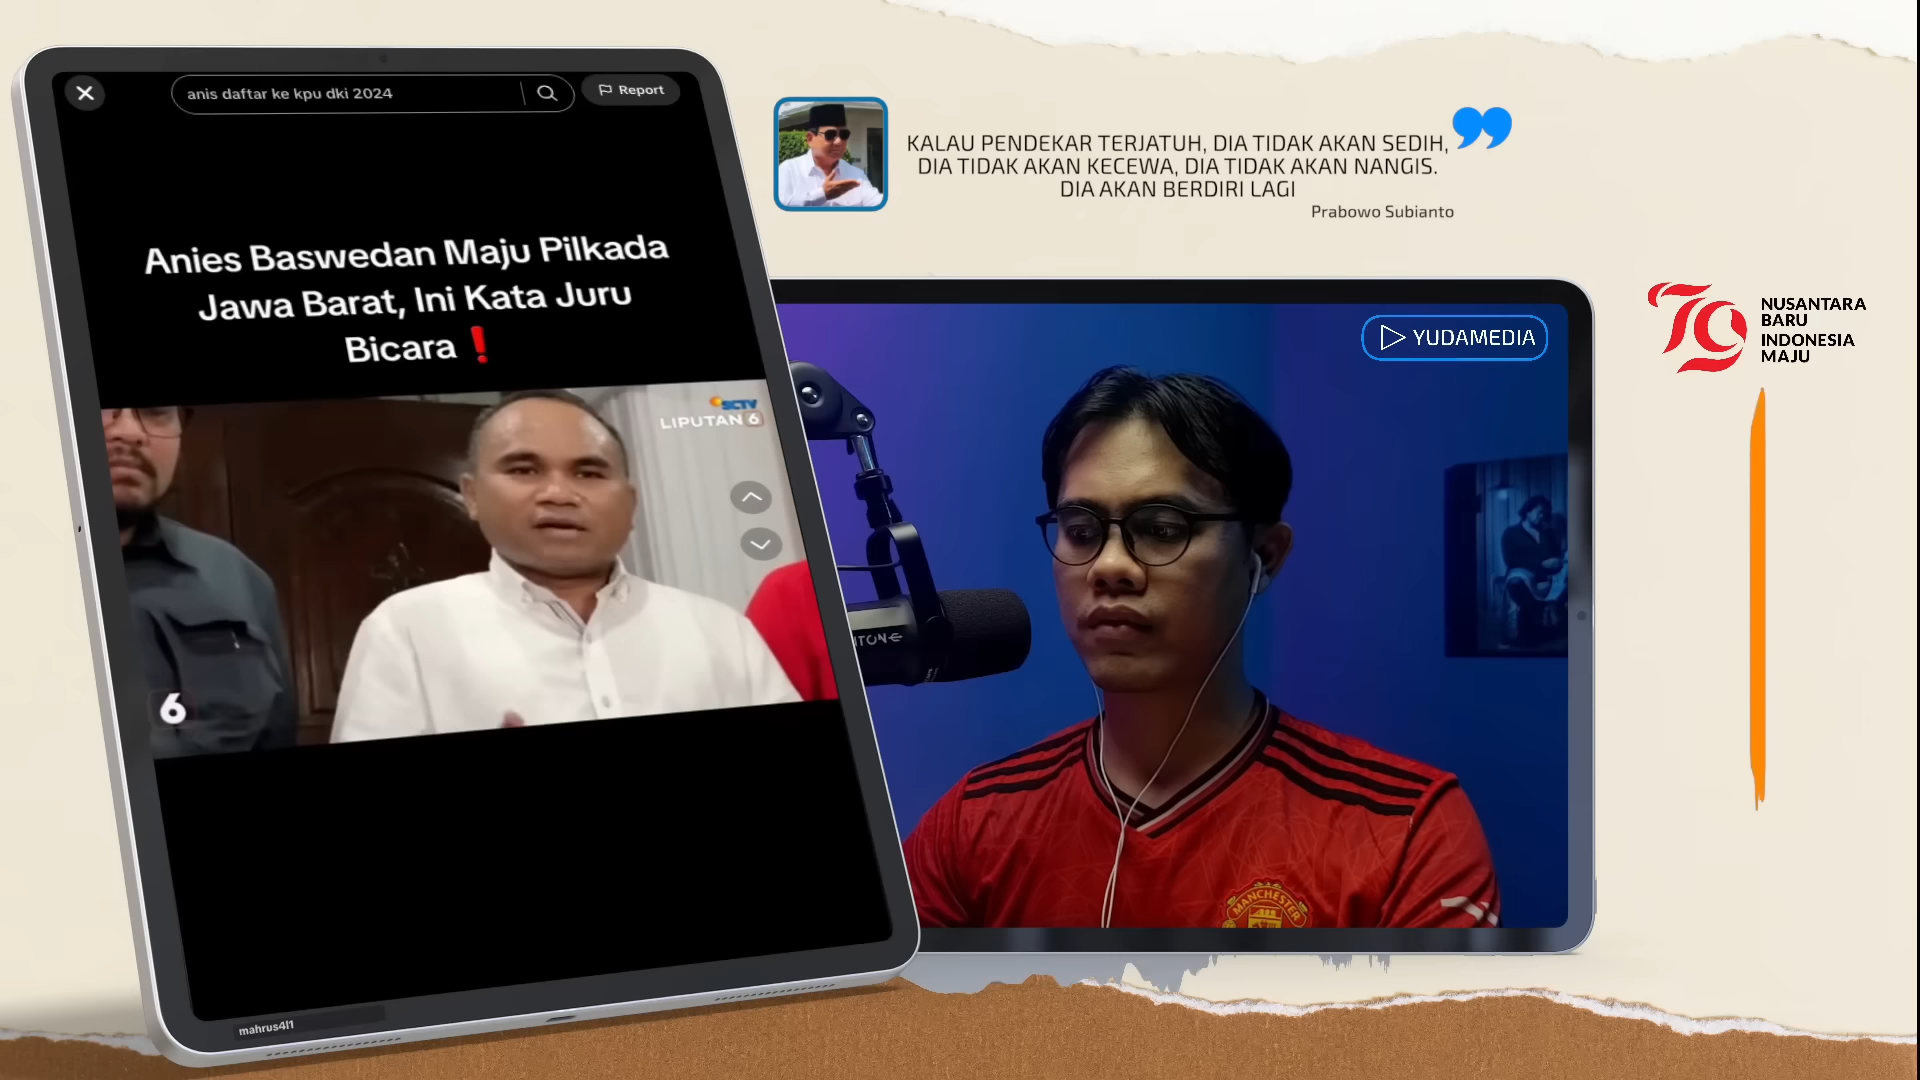 anis daftar ke kpu dki 2024
Report
Anies Baswedan Maju Pilkada
Jawa Barat, Ini Kata Juru
Bicara❗
SCTV
LIPUTAN 6
6
mahrus4l1
KALAU PENDEKAR TERJATUH, DIA TIDAK AKAN SEDIH,
DIA TIDAK AKAN KECEWA, DIA TIDAK AKAN NANGIS.
DIA AKAN BERDIRI LAGI
Prabowo Subianto
YUDAMEDIA
MANCHESTER
79
NUSANTARA
BARU
INDONESIA
MAJU